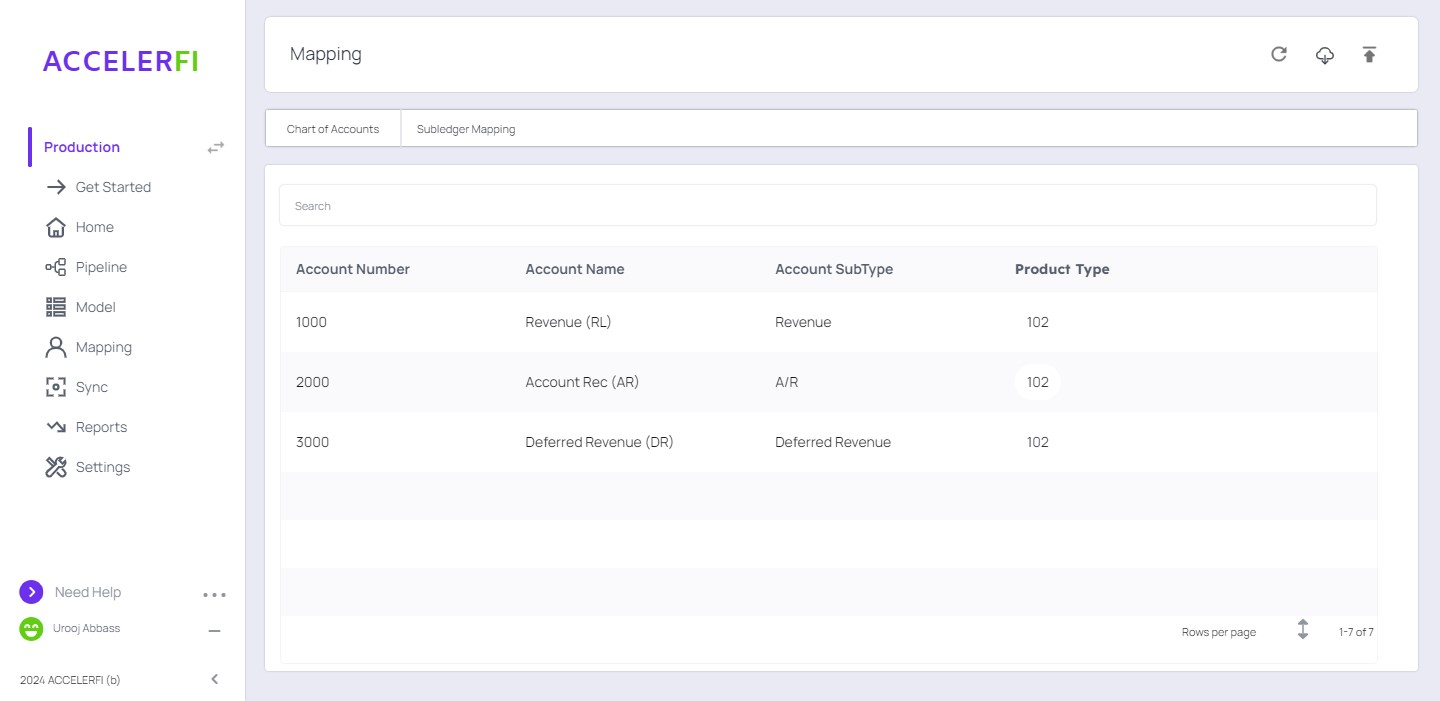 ACCELERFI
Production
Get Started
Home
Pipeline
Model
Mapping
Sync
Reports
Settings
Need Help
Urooj Abbass
2024 ACCELERFI (b)
Mapping
Chart of Accounts Subledger Mapping
Search
Account Number Account Name Account SubType Product Type
1000 Revenue (RL) Revenue 102
2000 Account Rec (AR) A/R 102
3000 Deferred Revenue (DR) Deferred Revenue 102
Rows per page 1-7 of 7